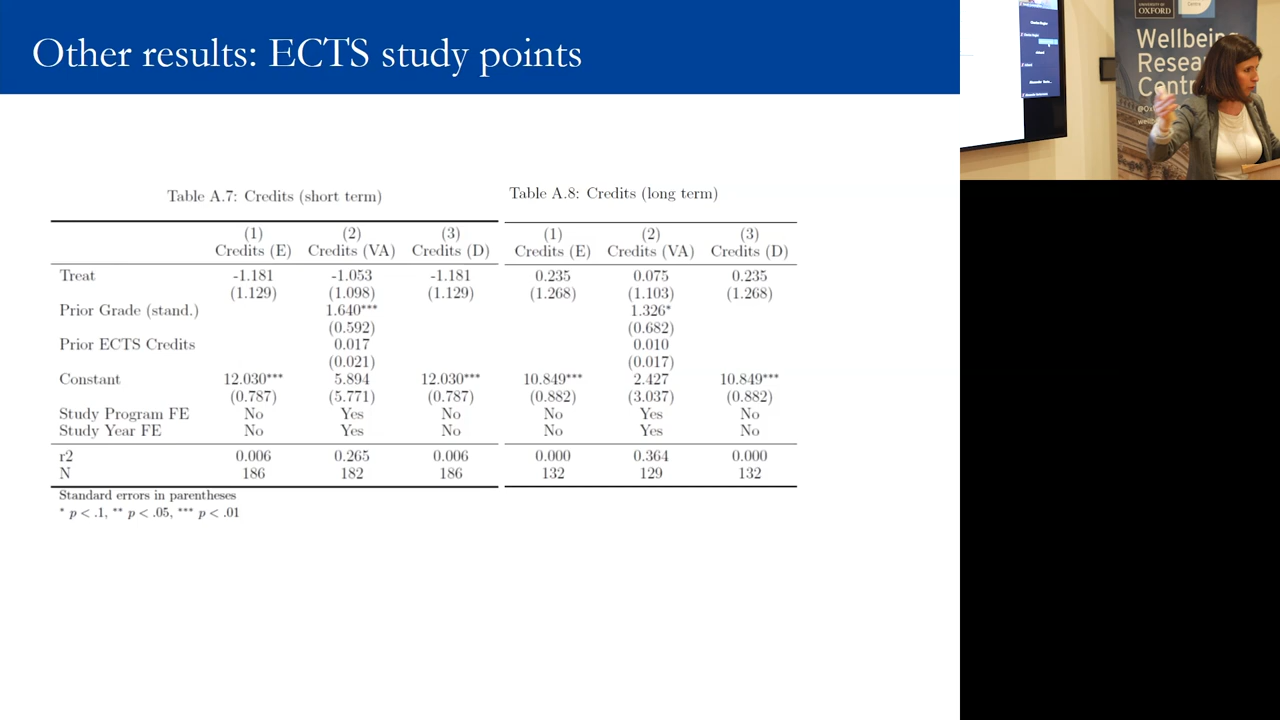 Other results: ECTS study points
Table A.7: Credits (short term)
(1) (2) (3)
Credits (E) Credits (VA) Credits (D)
Treat -1.181 -1.053 -1.181
(1.129) (1.098) (1.129)
Prior Grade (stand.) 1.640***
(0.592)
Prior ECTS Credits 0.017
(0.021)
Constant 12.030*** 5.894 12.030***
(0.787) (5.771) (0.787)
Study Program FE No Yes No
Study Year FE No Yes No
r2 0.006 0.265 0.006
N 186 182 186
Standard errors in parentheses
* p < .1, ** p < .05, *** p < .01
Table A.8: Credits (long term)
(1) (2) (3)
Credits (E) Credits (VA) Credits (D)
0.235 0.075 0.235
(1.268) (1.103) (1.268)
1.326*
(0.682)
0.010
(0.017)
10.849*** 2.427 10.849***
(0.882) (3.037) (0.882)
No Yes No
No Yes No
0.000 0.364 0.000
132 129 132
UNIVERSITY OF
OXFORD
Centre
Wellbeing